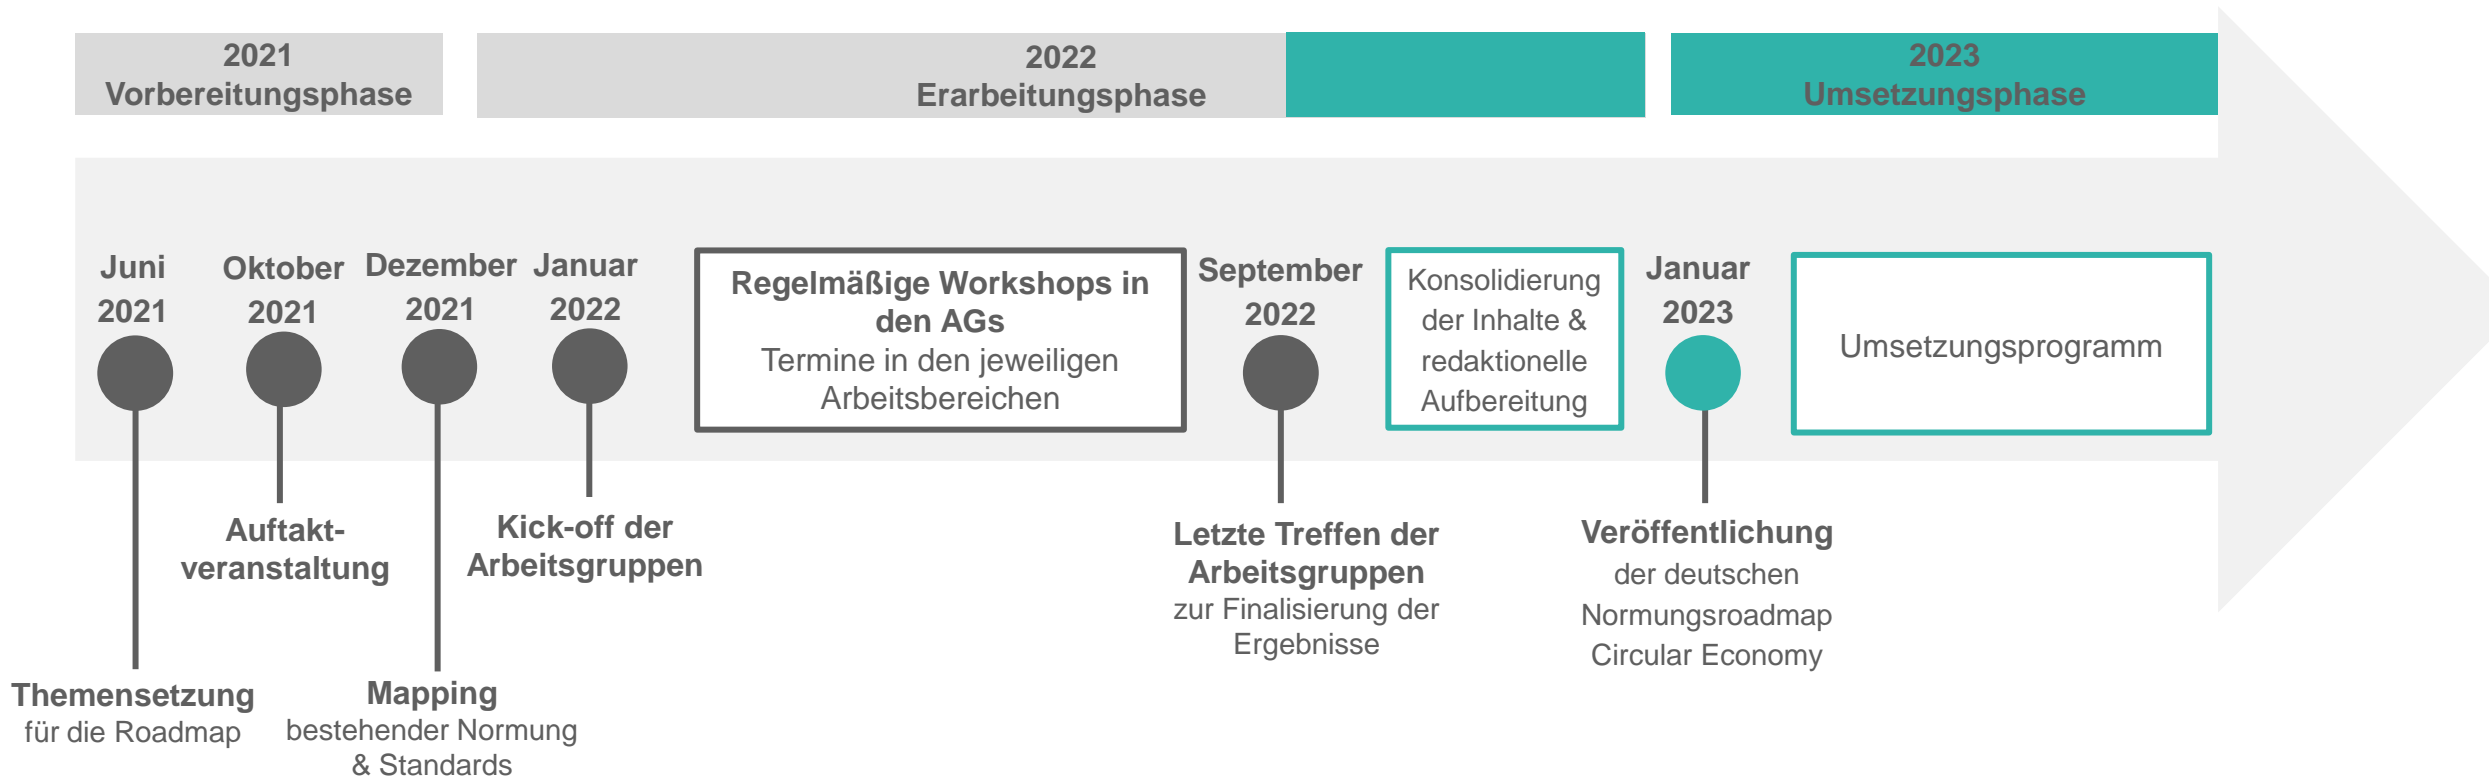 2021
Vorbereitungsphase
2022
Erarbeitungsphase
2023
Umsetzungsphase
Juni
2021
Oktober
2021
Dezember
2021
Januar
2022
Regelmäßige Workshops in
den AGs
Termine in den jeweiligen
Arbeitsbereichen
September
2022
Konsolidierung
der Inhalte &
redaktionelle
Aufbereitung
Januar
2023
Umsetzungsprogramm
Themensetzung
für die Roadmap
Auftakt-
veranstaltung
Mapping
bestehender Normung
& Standards
Kick-off der
Arbeitsgruppen
Letzte Treffen der
Arbeitsgruppen
zur Finalisierung der
Ergebnisse
Veröffentlichung
der deutschen
Normungsroadmap
Circular Economy